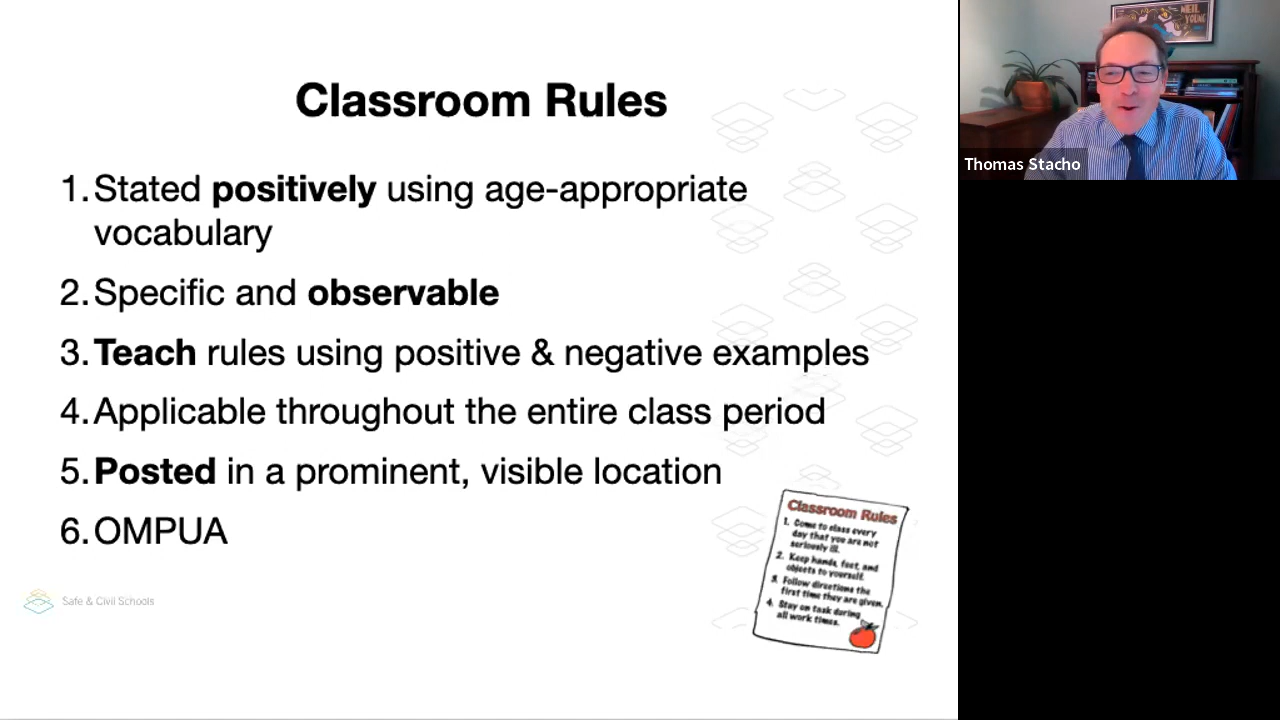 Classroom Rules
1. Stated positively using age-appropriate
vocabulary
2. Specific and observable
3. Teach rules using positive & negative examples
4. Applicable throughout the entire class period
5. Posted in a prominent, visible location
6. OMPUA
Safe & Civil Schools
Classroom Rules
1. Come to class every
day that you are not
seriously ill.
2. Keep hands, feet, and
objects to yourself.
3. Follow directions the
first time they are given.
4. Stay on task during
all work times.
NEIL
YOUNG
Thomas Stacho